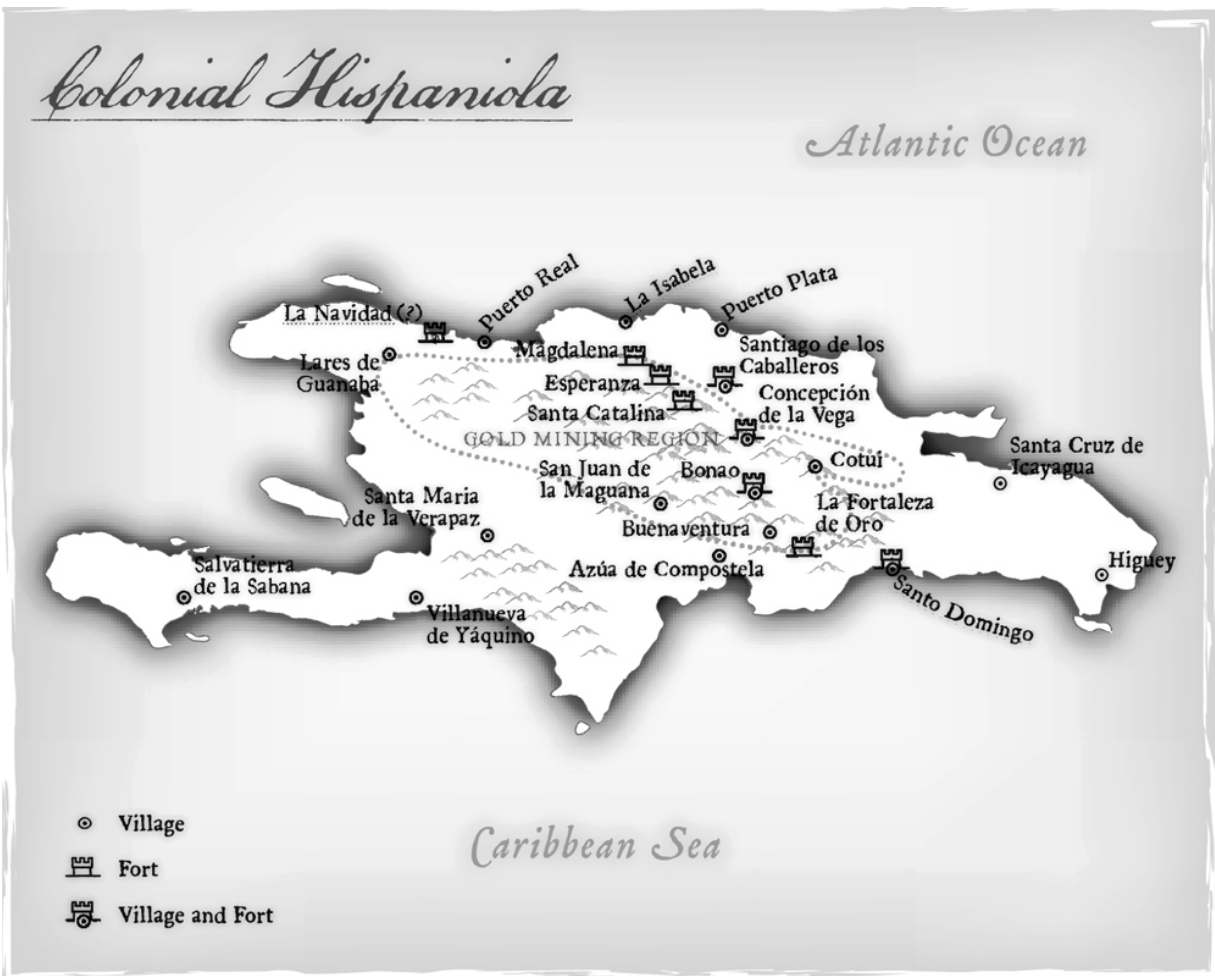 Colonial Hispaniola
Atlantic Ocean
Puerto Real
La Isabela
Puerto Plata
La Navidad (?)
Lares de
Guanaba
Magdalena
Esperanza
Santa Catalina
Santiago de los
Caballeros
Concepción
de la Vega
GOLD MINING REGION
San Juan de
la Maguana
Bonao
Cotuí
Santa Cruz de
Icayagua
Santa Maria
de la Verapaz
La Fortaleza
de Oro
Buenaventura
Azúa de Compostela
Higuey
Salvatierra
de la Sabana
Villanueva
de Yáquino
Santo Domingo
Caribbean Sea
Village
Fort
Village and Fort